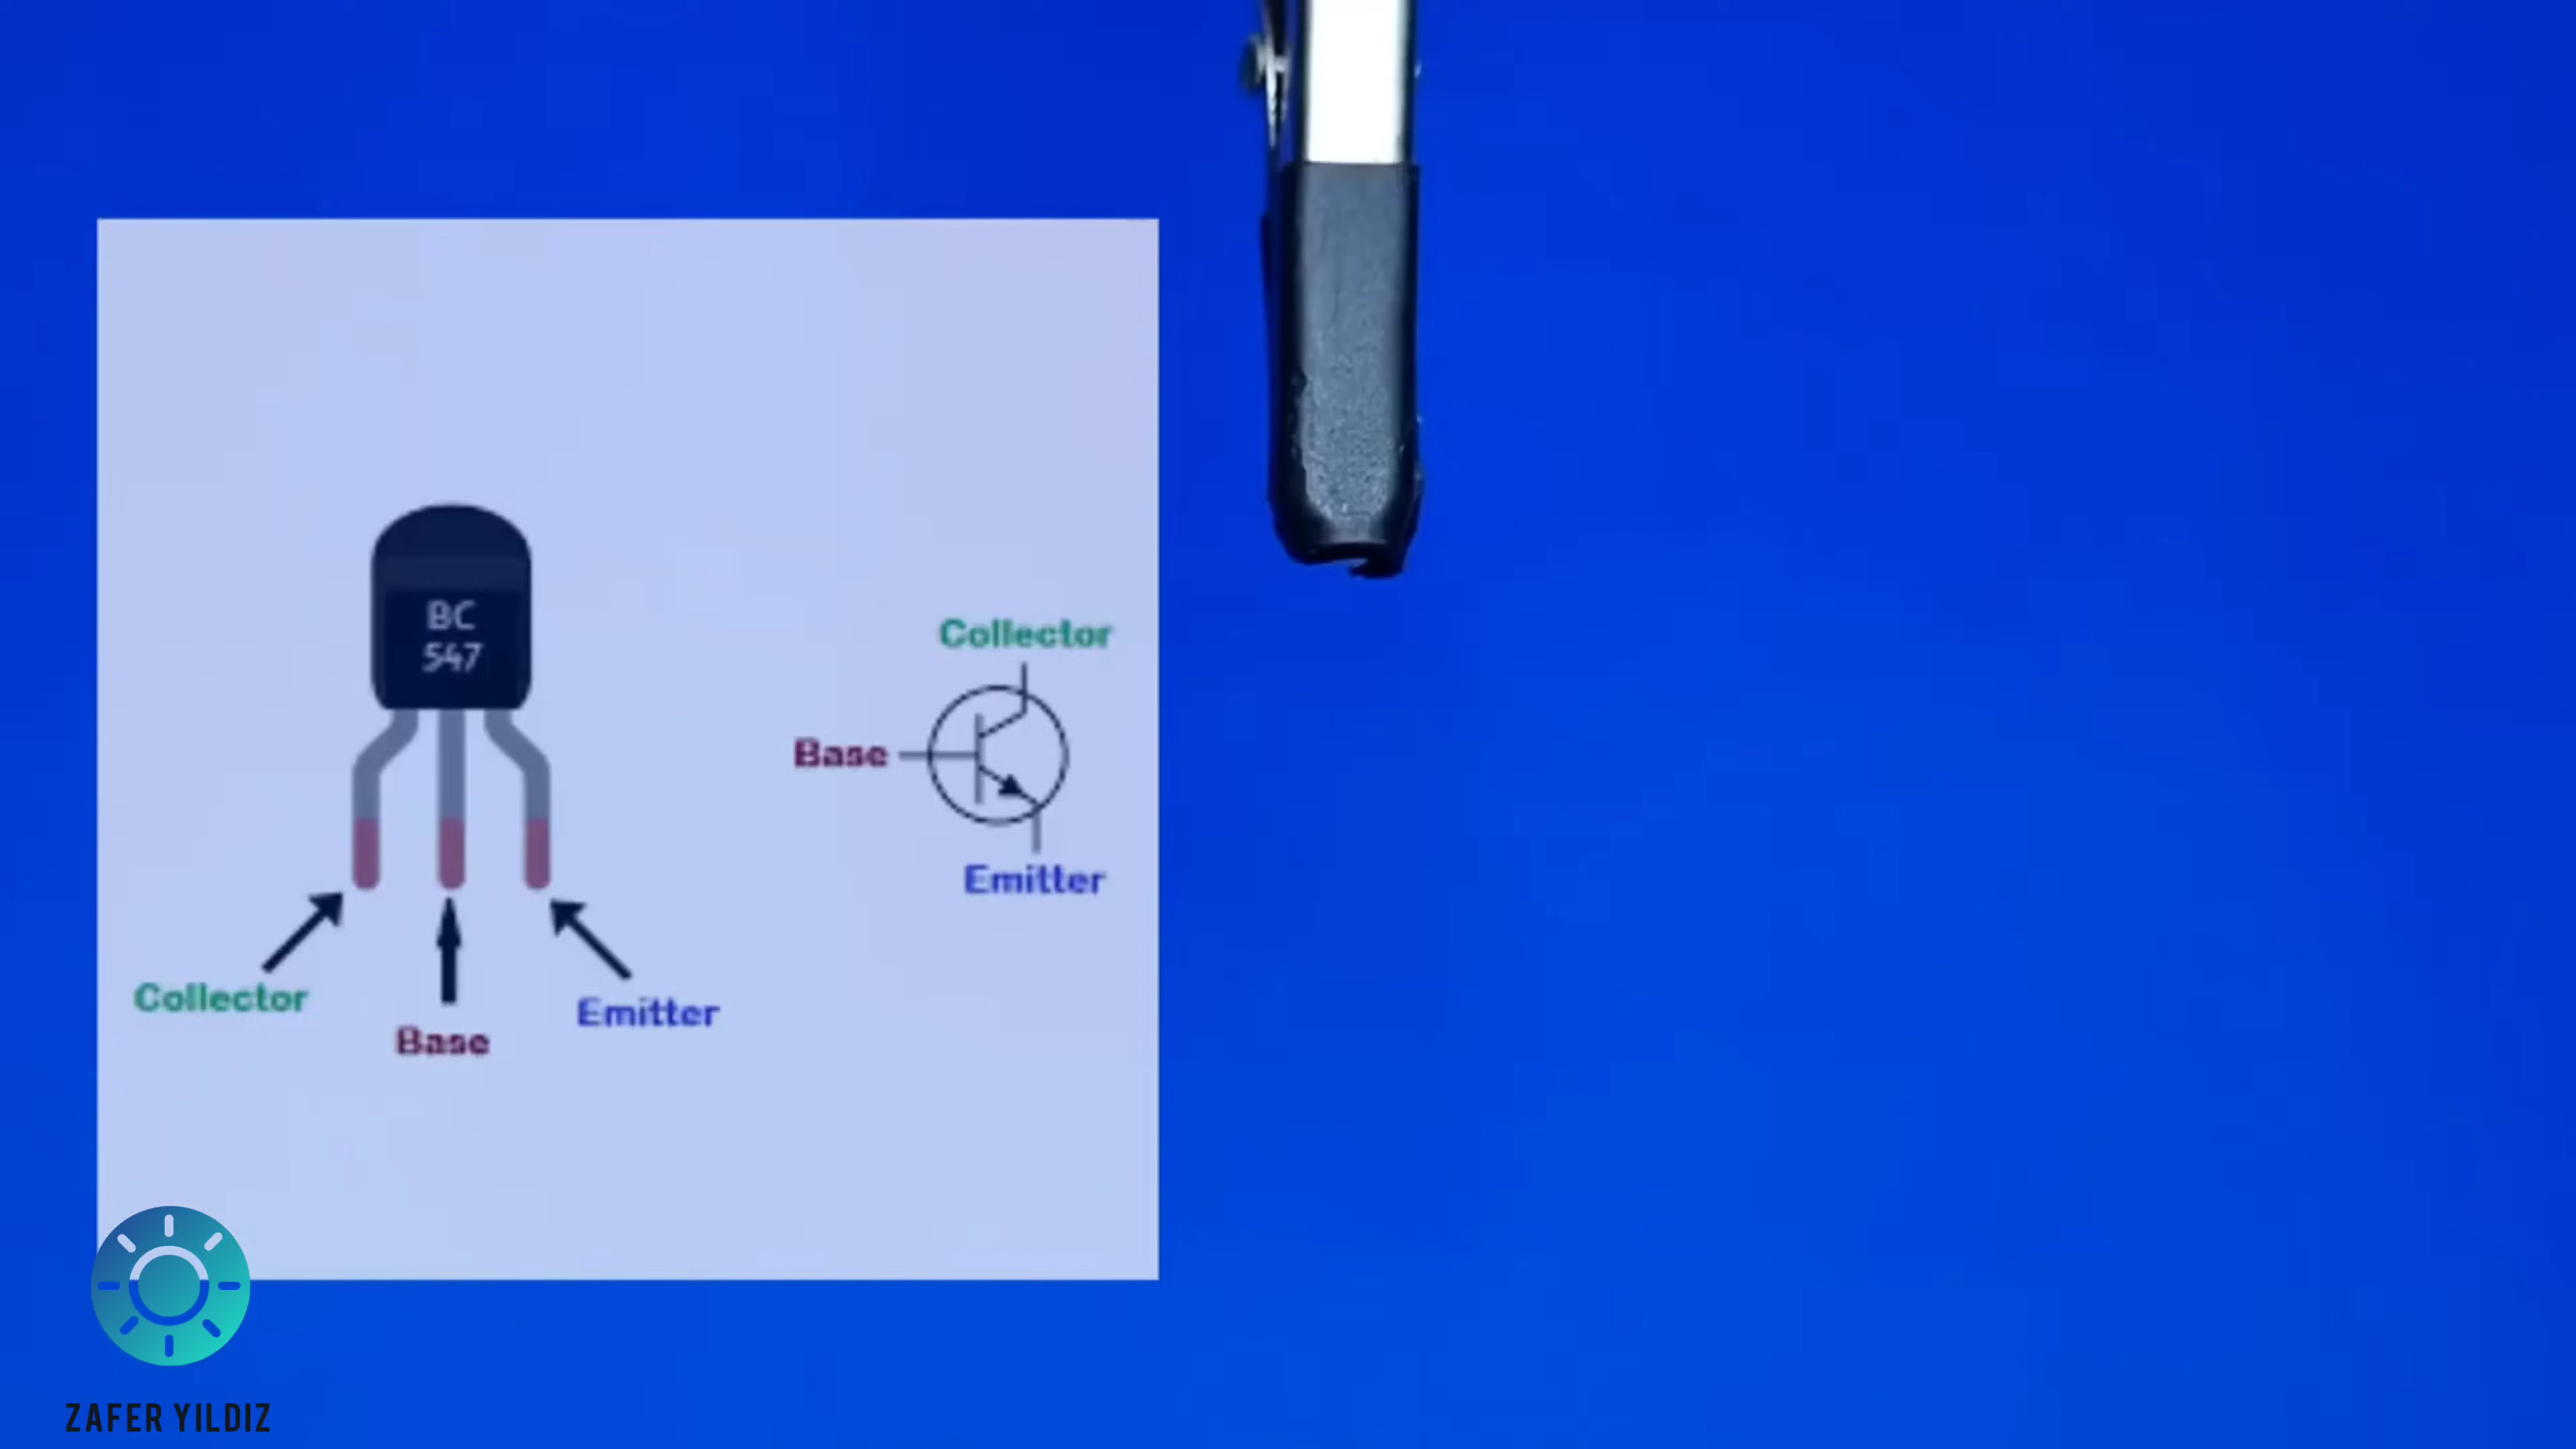 BC
547
Collector
Base
Emitter
Collector
Base
Emitter
ZAFER YILDIZ